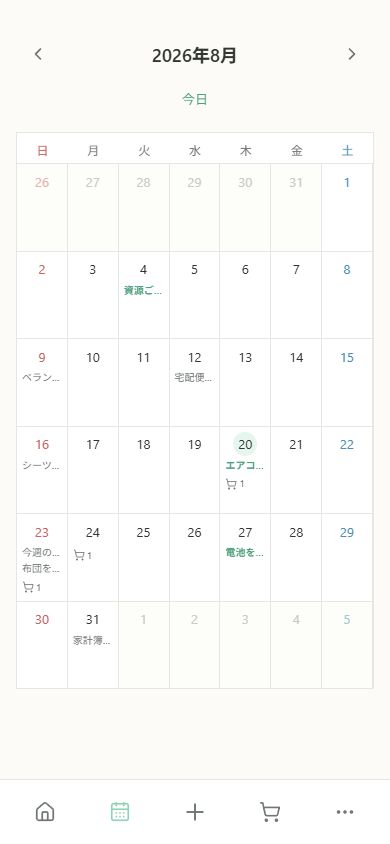 2026年8月
今日
日 月 火 水 木 金 土
26 27 28 29 30 31 1
2 3 4 5 6 7 8
資源ご...
9 10 11 12 13 14 15
ベラン... 宅配便...
16 17 18 19 20 21 22
シーツ... エアコ...
1
23 24 25 26 27 28 29
今週の... 1 電池を...
布団を...
1
30 31 1 2 3 4 5
家計簿...